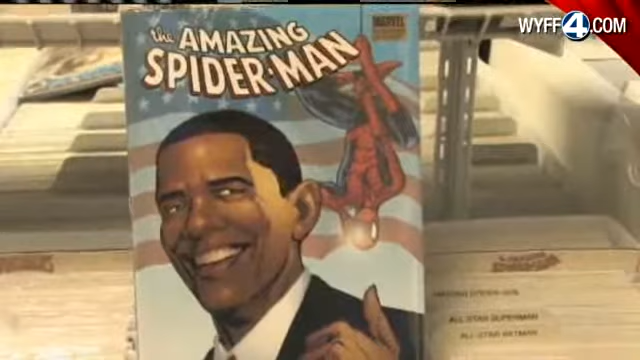 WYFF4.COM
MARVEL
the AMAZING
SPIDER-MAN
ALL STAR SUPERMAN
ALL STAR BATMAN